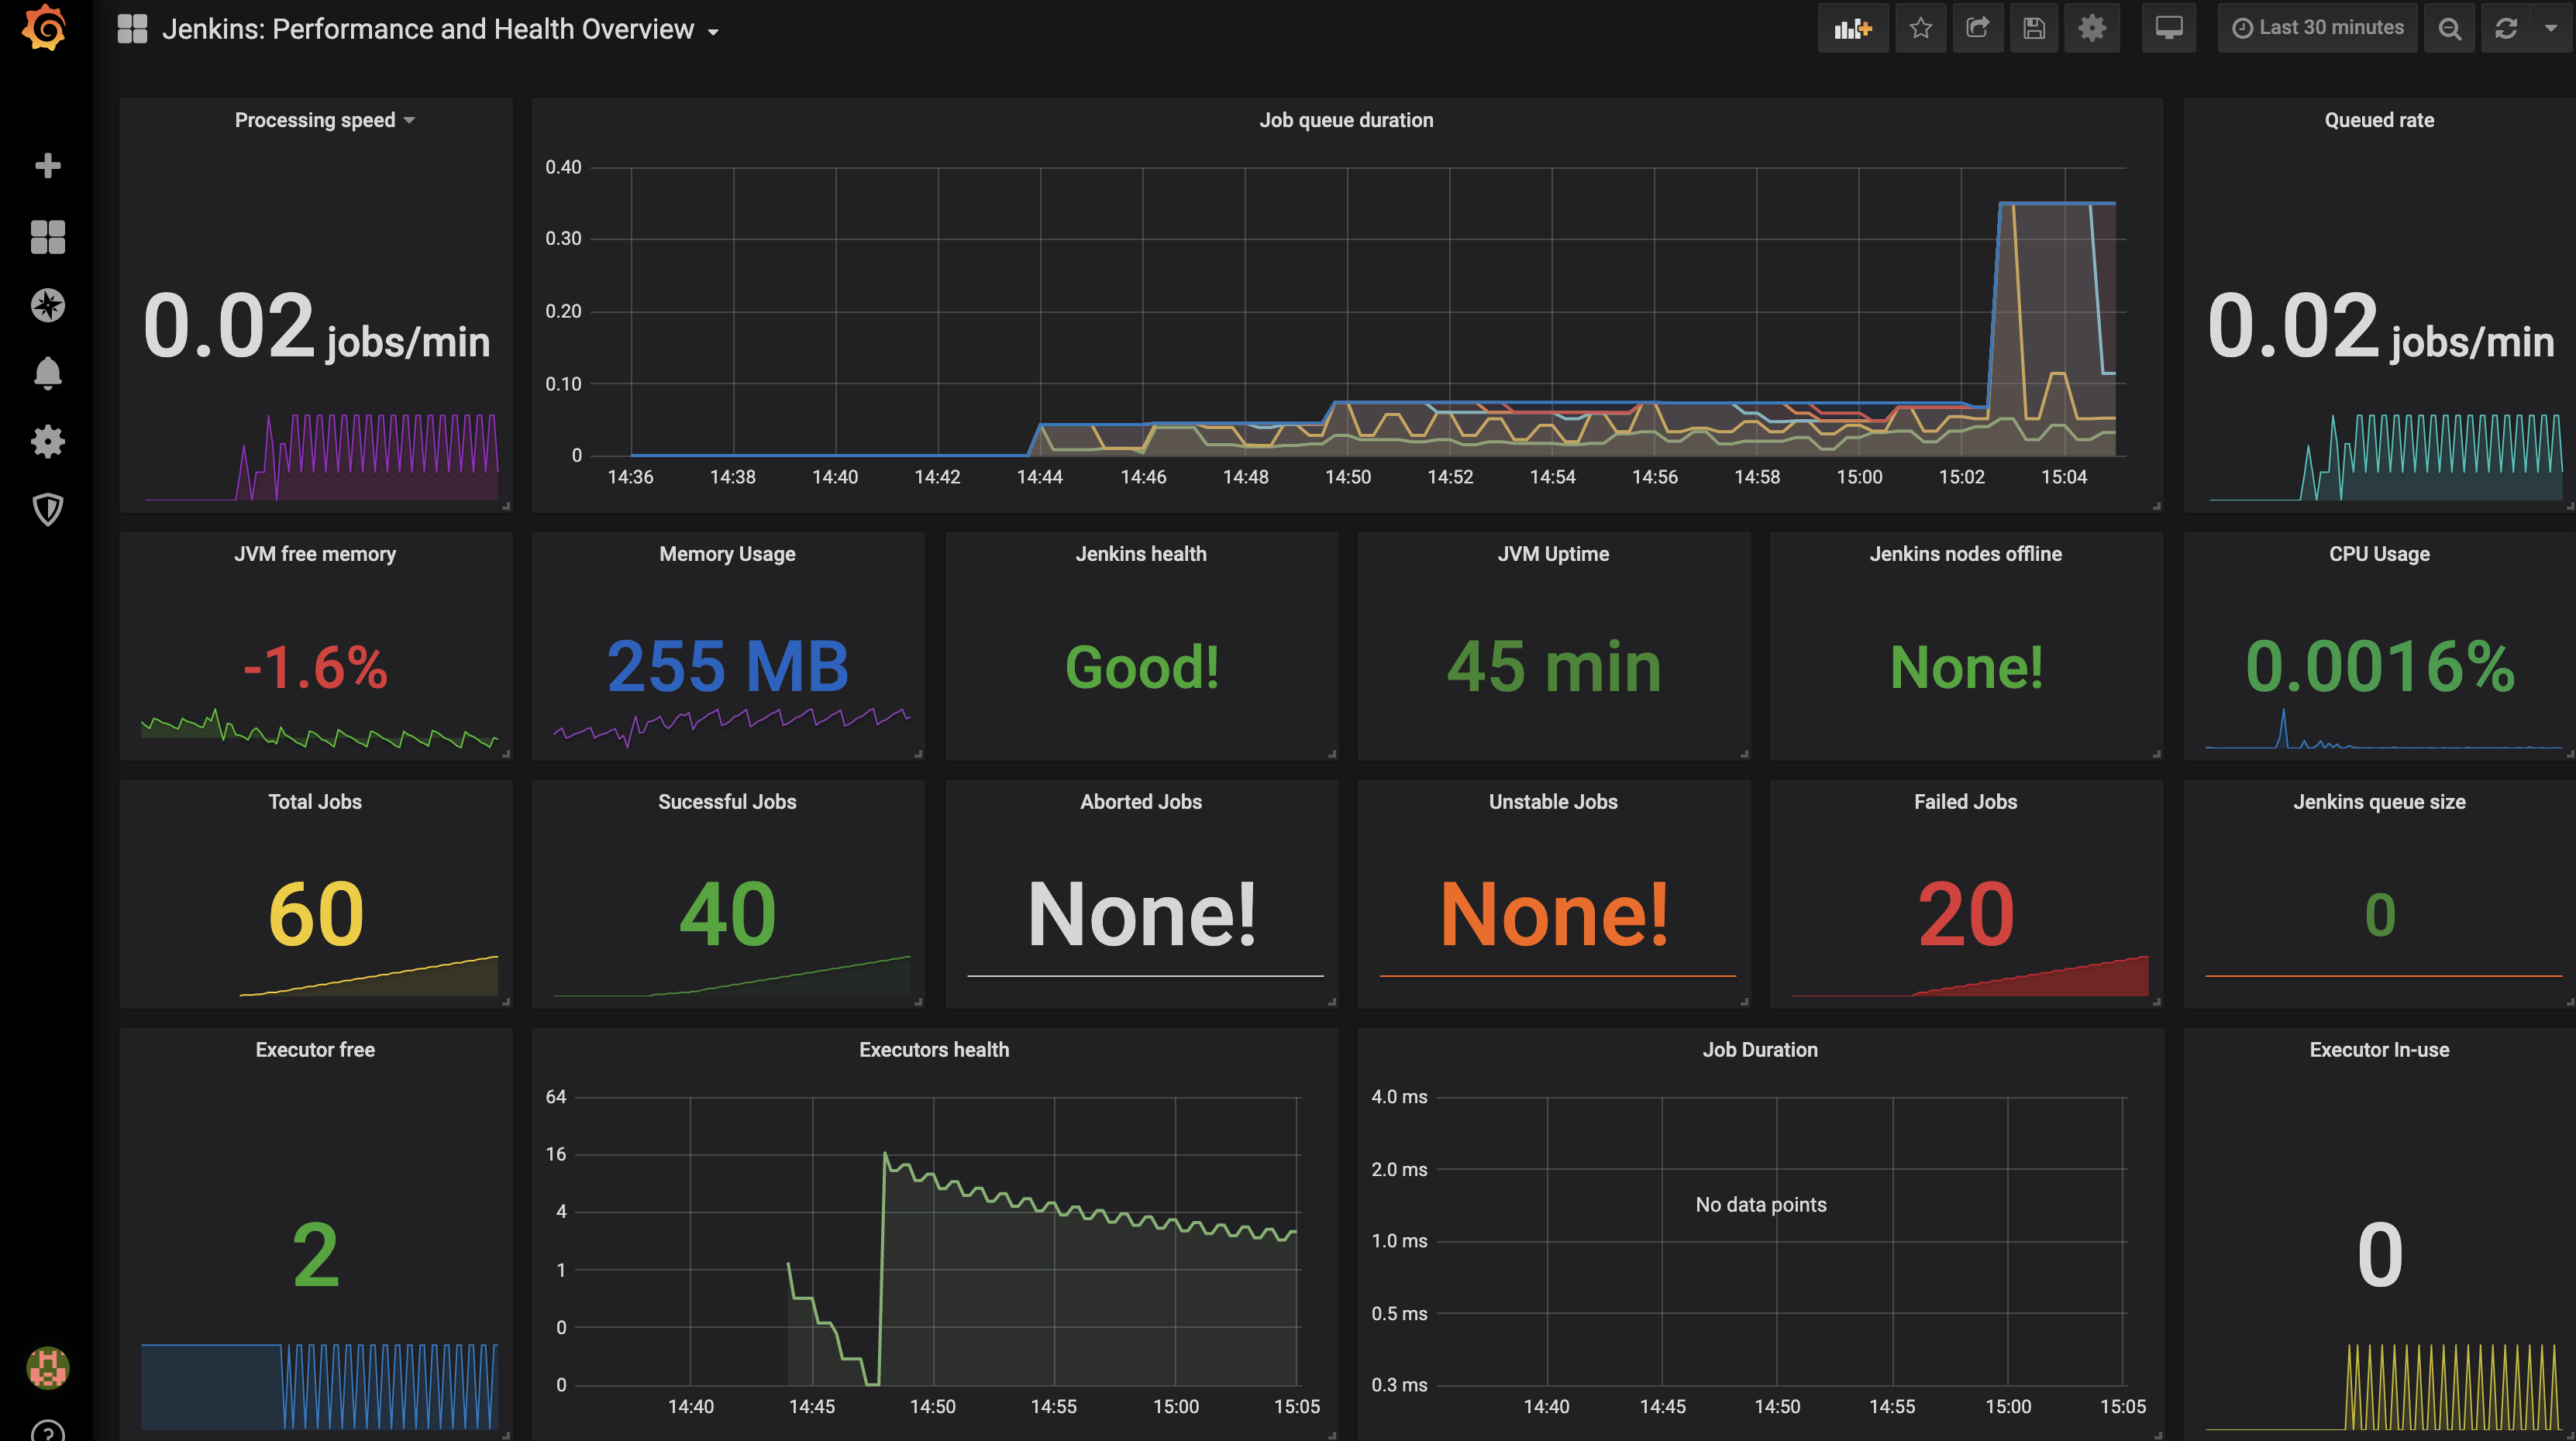 Jenkins: Performance and Health Overview
Last 30 minutes
Processing speed
0.02 jobs/min
Job queue duration
0.40
0.30
0.20
0.10
0
14:36 14:38 14:40 14:42 14:44 14:46 14:48 14:50 14:52 14:54 14:56 14:58 15:00 15:02 15:04
Queued rate
0.02 jobs/min
JVM free memory
-1.6%
Memory Usage
255 MB
Jenkins health
Good!
JVM Uptime
45 min
Jenkins nodes offline
None!
CPU Usage
0.0016%
Total Jobs
60
Sucessful Jobs
40
Aborted Jobs
None!
Unstable Jobs
None!
Failed Jobs
20
Jenkins queue size
0
Executor free
2
Executors health
64
16
4
1
0
0
14:40 14:45 14:50 14:55 15:00 15:05
Job Duration
4.0 ms
2.0 ms
1.0 ms
0.5 ms
0.3 ms
No data points
14:40 14:45 14:50 14:55 15:00 15:05
Executor In-use
0